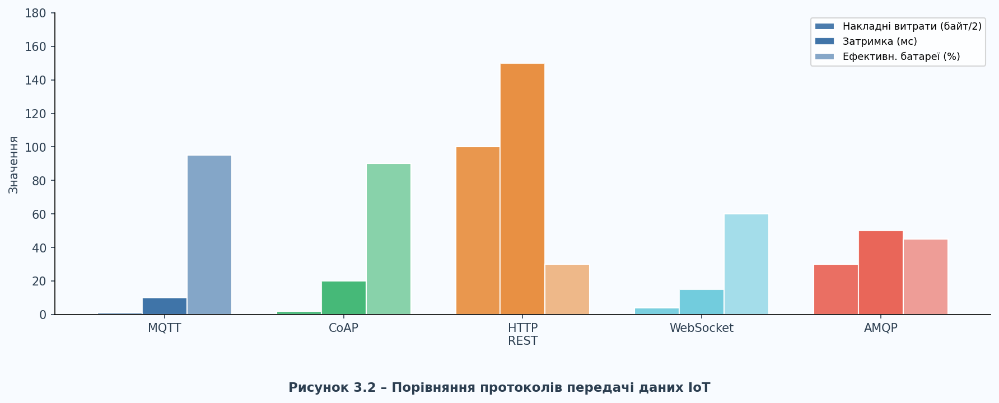 180
160
140
120
100
80
60
40
20
0
Значення
Накладні витрати (байт/2)
Затримка (мс)
Ефективн. батареї (%)
MQTT
CoAP
HTTP
REST
WebSocket
AMQP
Рисунок 3.2 – Порівняння протоколів передачі даних IoT